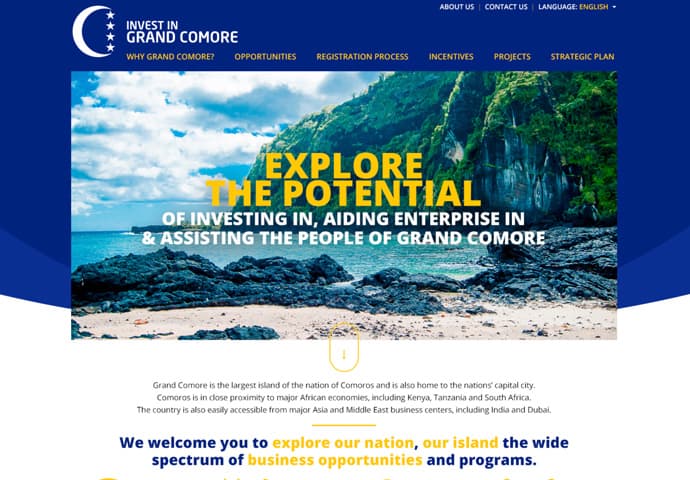 ABOUT US | CONTACT US | LANGUAGE: ENGLISH
INVEST IN
GRAND COMORE
WHY GRAND COMORE? OPPORTUNITIES REGISTRATION PROCESS INCENTIVES PROJECTS STRATEGIC PLAN
EXPLORE
THE POTENTIAL
OF INVESTING IN, AIDING ENTERPRISE IN
& ASSISTING THE PEOPLE OF GRAND COMORE
Grand Comore is the largest island of the nation of Comoros and is also home to the nations' capital city.
Comoros is in close proximity to major African economies, including Kenya, Tanzania and South Africa.
The country is also easily accessible from major Asia and Middle East business centers, including India and Dubai.
We welcome you to explore our nation, our island the wide
spectrum of business opportunities and programs.